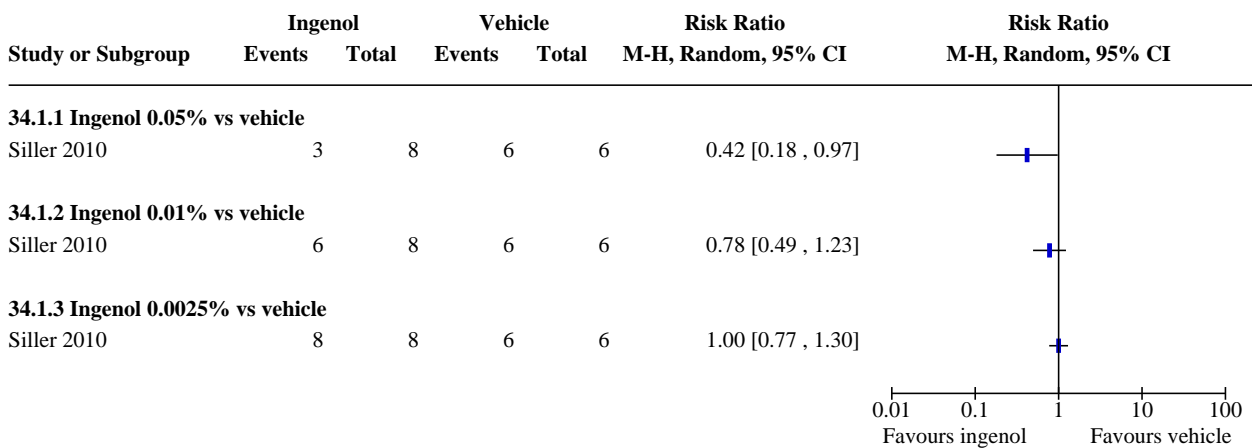 Ingenol Vehicle Risk Ratio Risk Ratio
Study or Subgroup Events Total Events Total M-H, Random, 95% CI M-H, Random, 95% CI
34.1.1 Ingenol 0.05% vs vehicle
Siller 2010 3 8 6 6 0.42 [0.18 , 0.97]
34.1.2 Ingenol 0.01% vs vehicle
Siller 2010 6 8 6 6 0.78 [0.49 , 1.23]
34.1.3 Ingenol 0.0025% vs vehicle
Siller 2010 8 8 6 6 1.00 [0.77 , 1.30]
0.01 0.1 1 10 100
Favours ingenol Favours vehicle